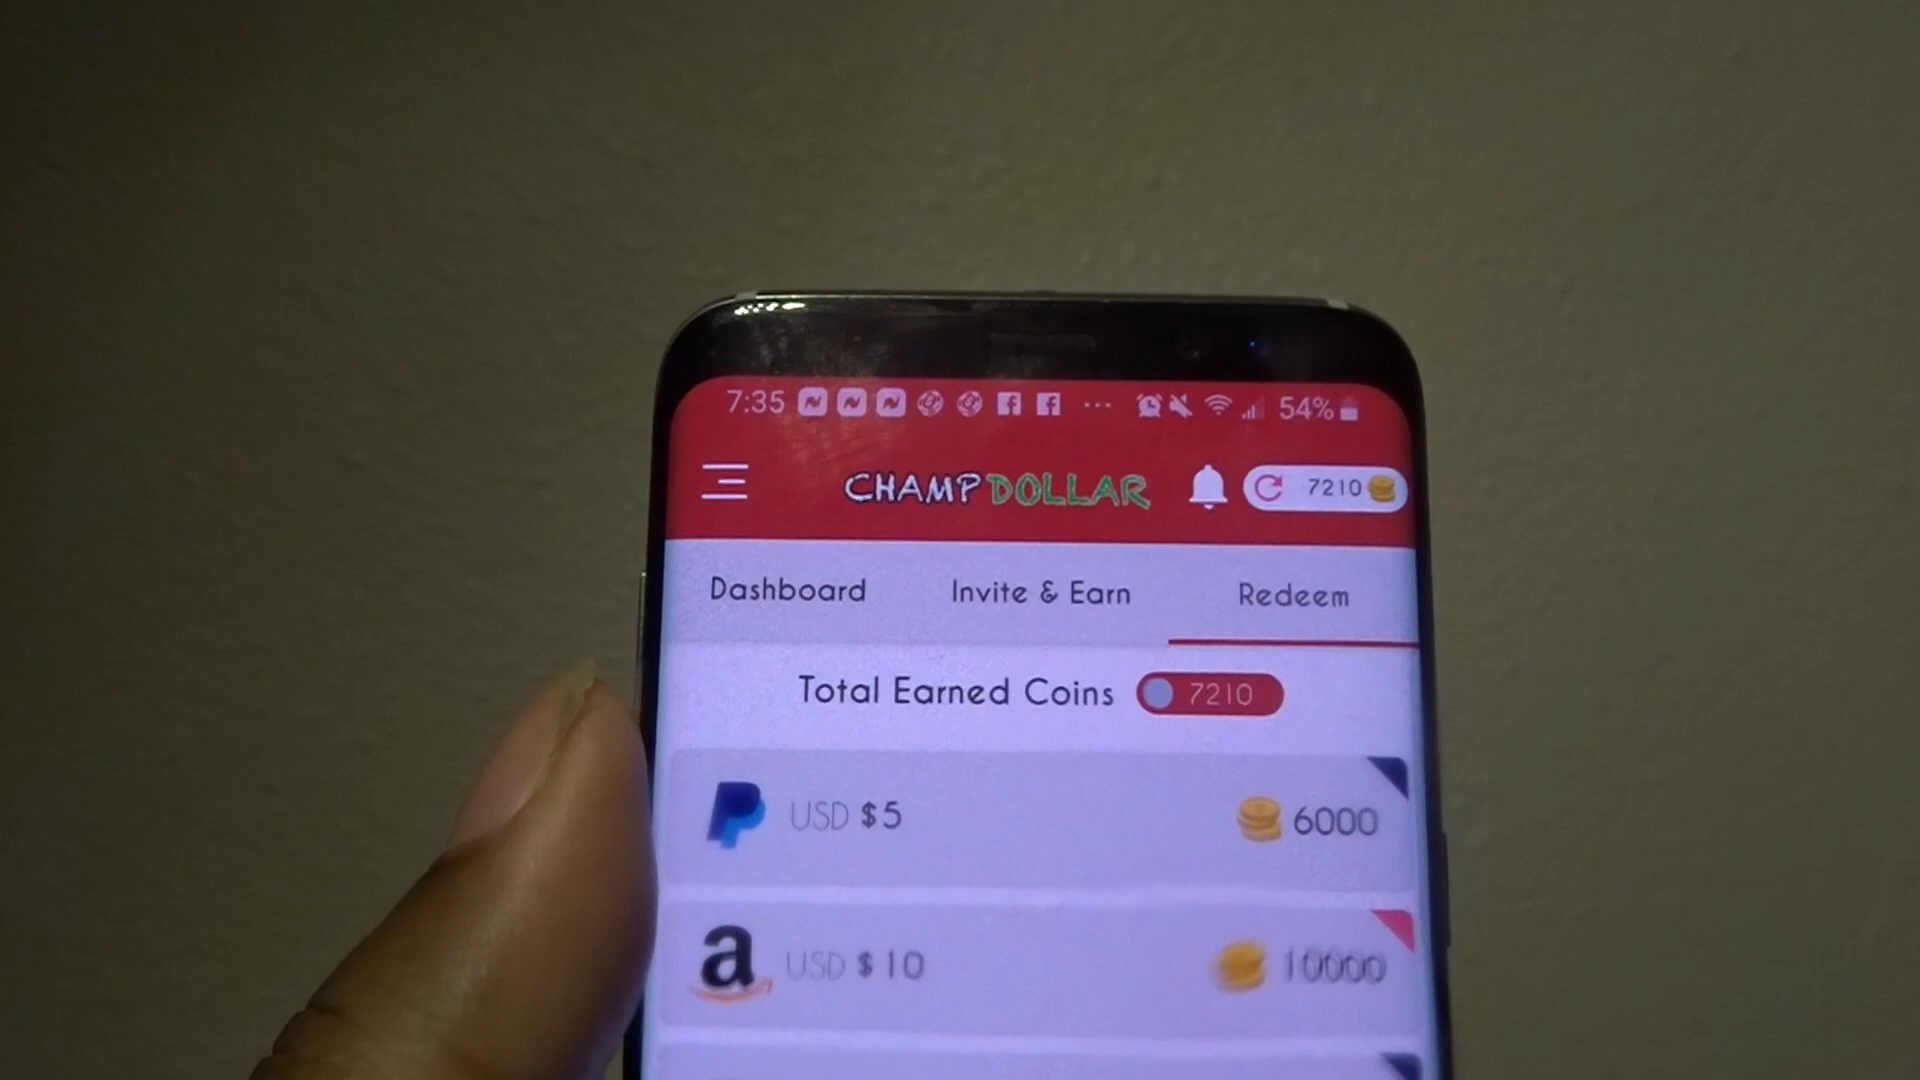 7:35 54%
CHAMP DOLLAR 7210
Dashboard Invite & Earn Redeem
Total Earned Coins 7210
USD $5 6000
a USD $10 10000